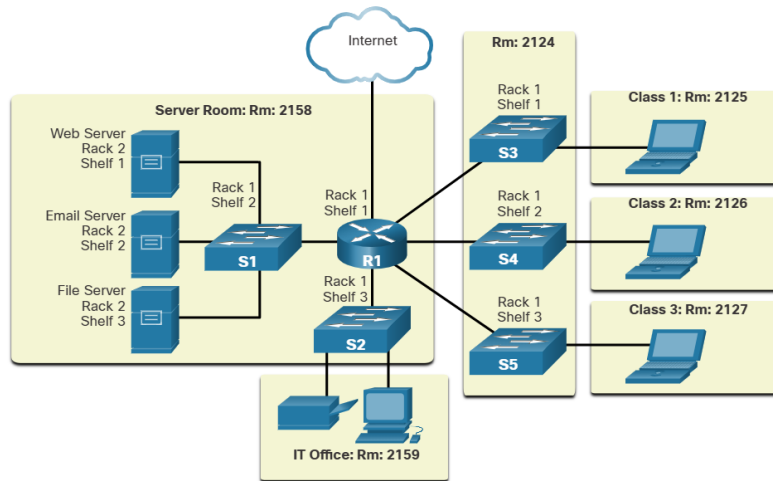 Internet
Rm: 2124
Server Room: Rm: 2158
Web Server
Rack 2
Shelf 1
Email Server
Rack 2
Shelf 2
File Server
Rack 2
Shelf 3
Rack 1
Shelf 2
S1
Rack 1
Shelf 1
R1
Rack 1
Shelf 3
S2
IT Office: Rm: 2159
Rack 1
Shelf 1
S3
Rack 1
Shelf 2
S4
Rack 1
Shelf 3
S5
Class 1: Rm: 2125
Class 2: Rm: 2126
Class 3: Rm: 2127